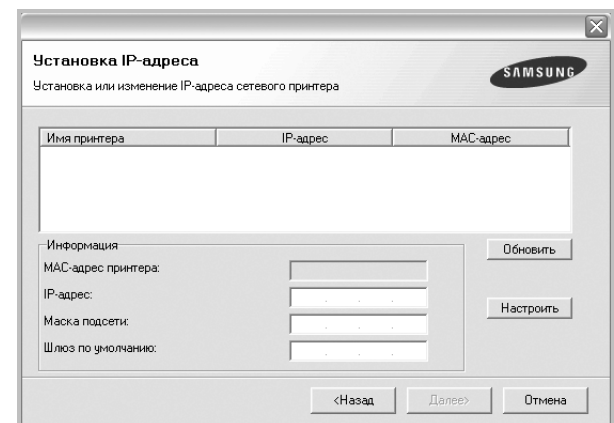 Установка IP-адреса
Установка или изменение IP-адреса сетевого принтера
SAMSUNG
Имя принтера IP-адрес MAC-адрес
Информация
MAC-адрес принтера:
IP-адрес:
Маска подсети:
Шлюз по умолчанию:
Обновить
Настроить
<Назад Далее> Отмена